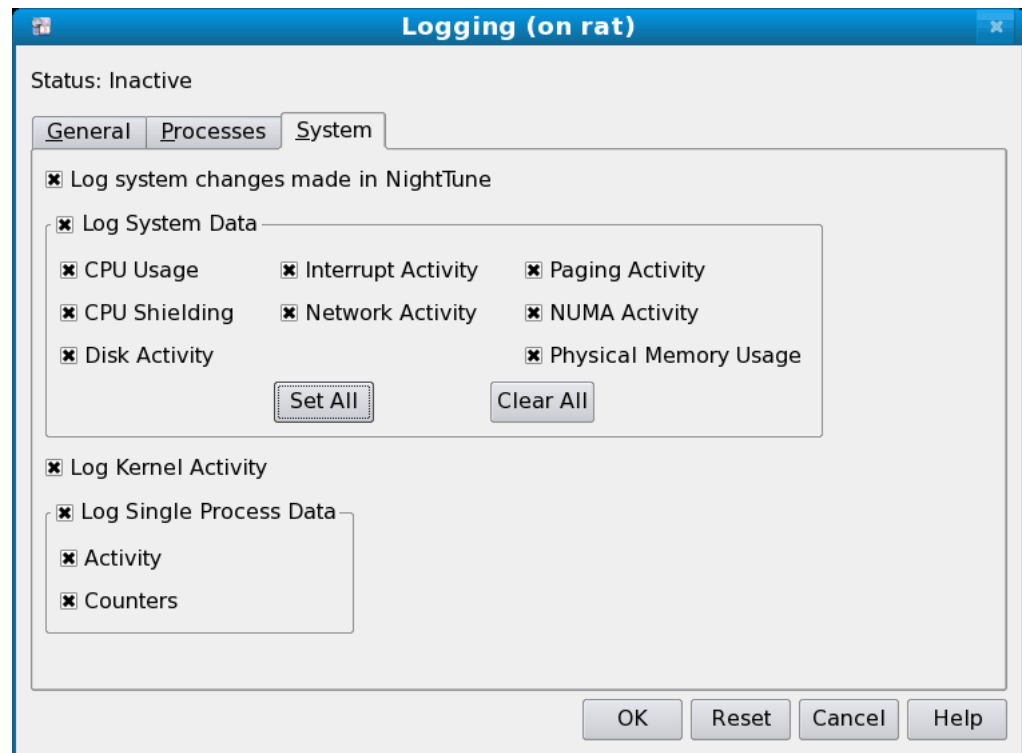 Logging (on rat)
Status: Inactive
General Processes System
Log system changes made in NightTune
Log System Data
CPU Usage Interrupt Activity Paging Activity
CPU Shielding Network Activity NUMA Activity
Disk Activity Physical Memory Usage
Set All Clear All
Log Kernel Activity
Log Single Process Data
Activity
Counters
OK Reset Cancel Help